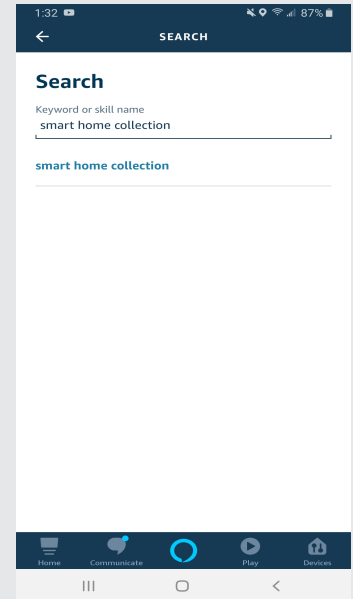 1:32 87%
SEARCH
Search
Keyword or skill name
smart home collection
smart home collection
Home Communicate Play Devices